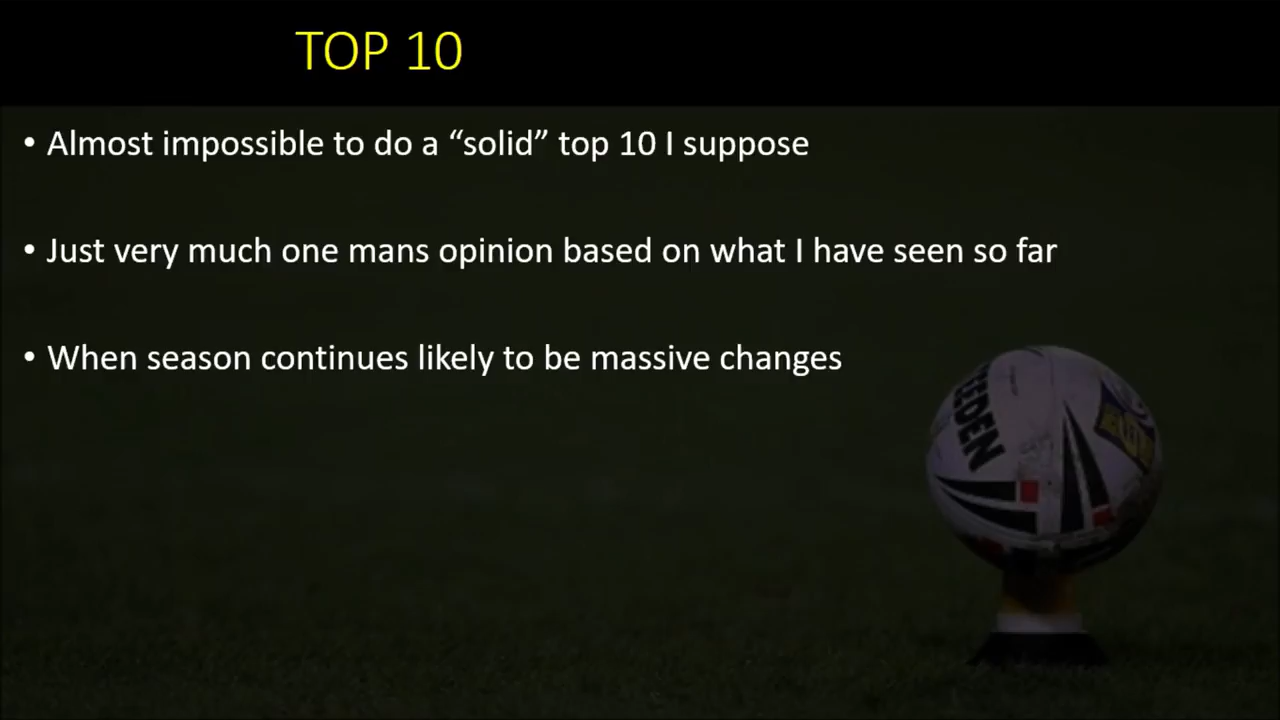 TOP 10
• Almost impossible to do a “solid” top 10 I suppose
• Just very much one mans opinion based on what I have seen so far
• When season continues likely to be massive changes